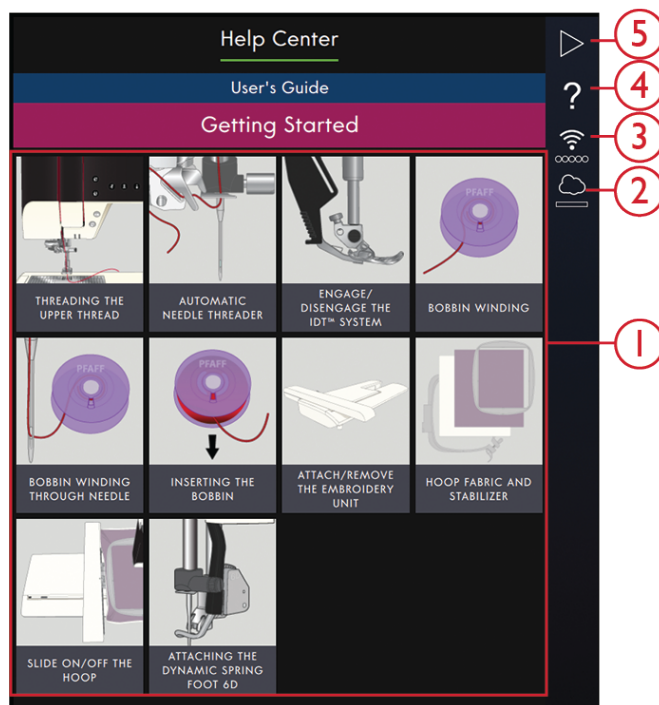 Help Center
User's Guide
Getting Started
THREADING THE
UPPER THREAD
AUTOMATIC
NEEDLE THREADER
ENGAGE/
DISENGAGE THE
IDT™ SYSTEM
PFAFF
BOBBIN WINDING
PFAFF
BOBBIN WINDING
THROUGH NEEDLE
PFAFF
INSERTING THE
BOBBIN
ATTACH/REMOVE
THE EMBROIDERY
UNIT
HOOP FABRIC AND
STABILIZER
SLIDE ON/OFF THE
HOOP
ATTACHING THE
DYNAMIC SPRING
FOOT 6D
5
?
4
3
2
1